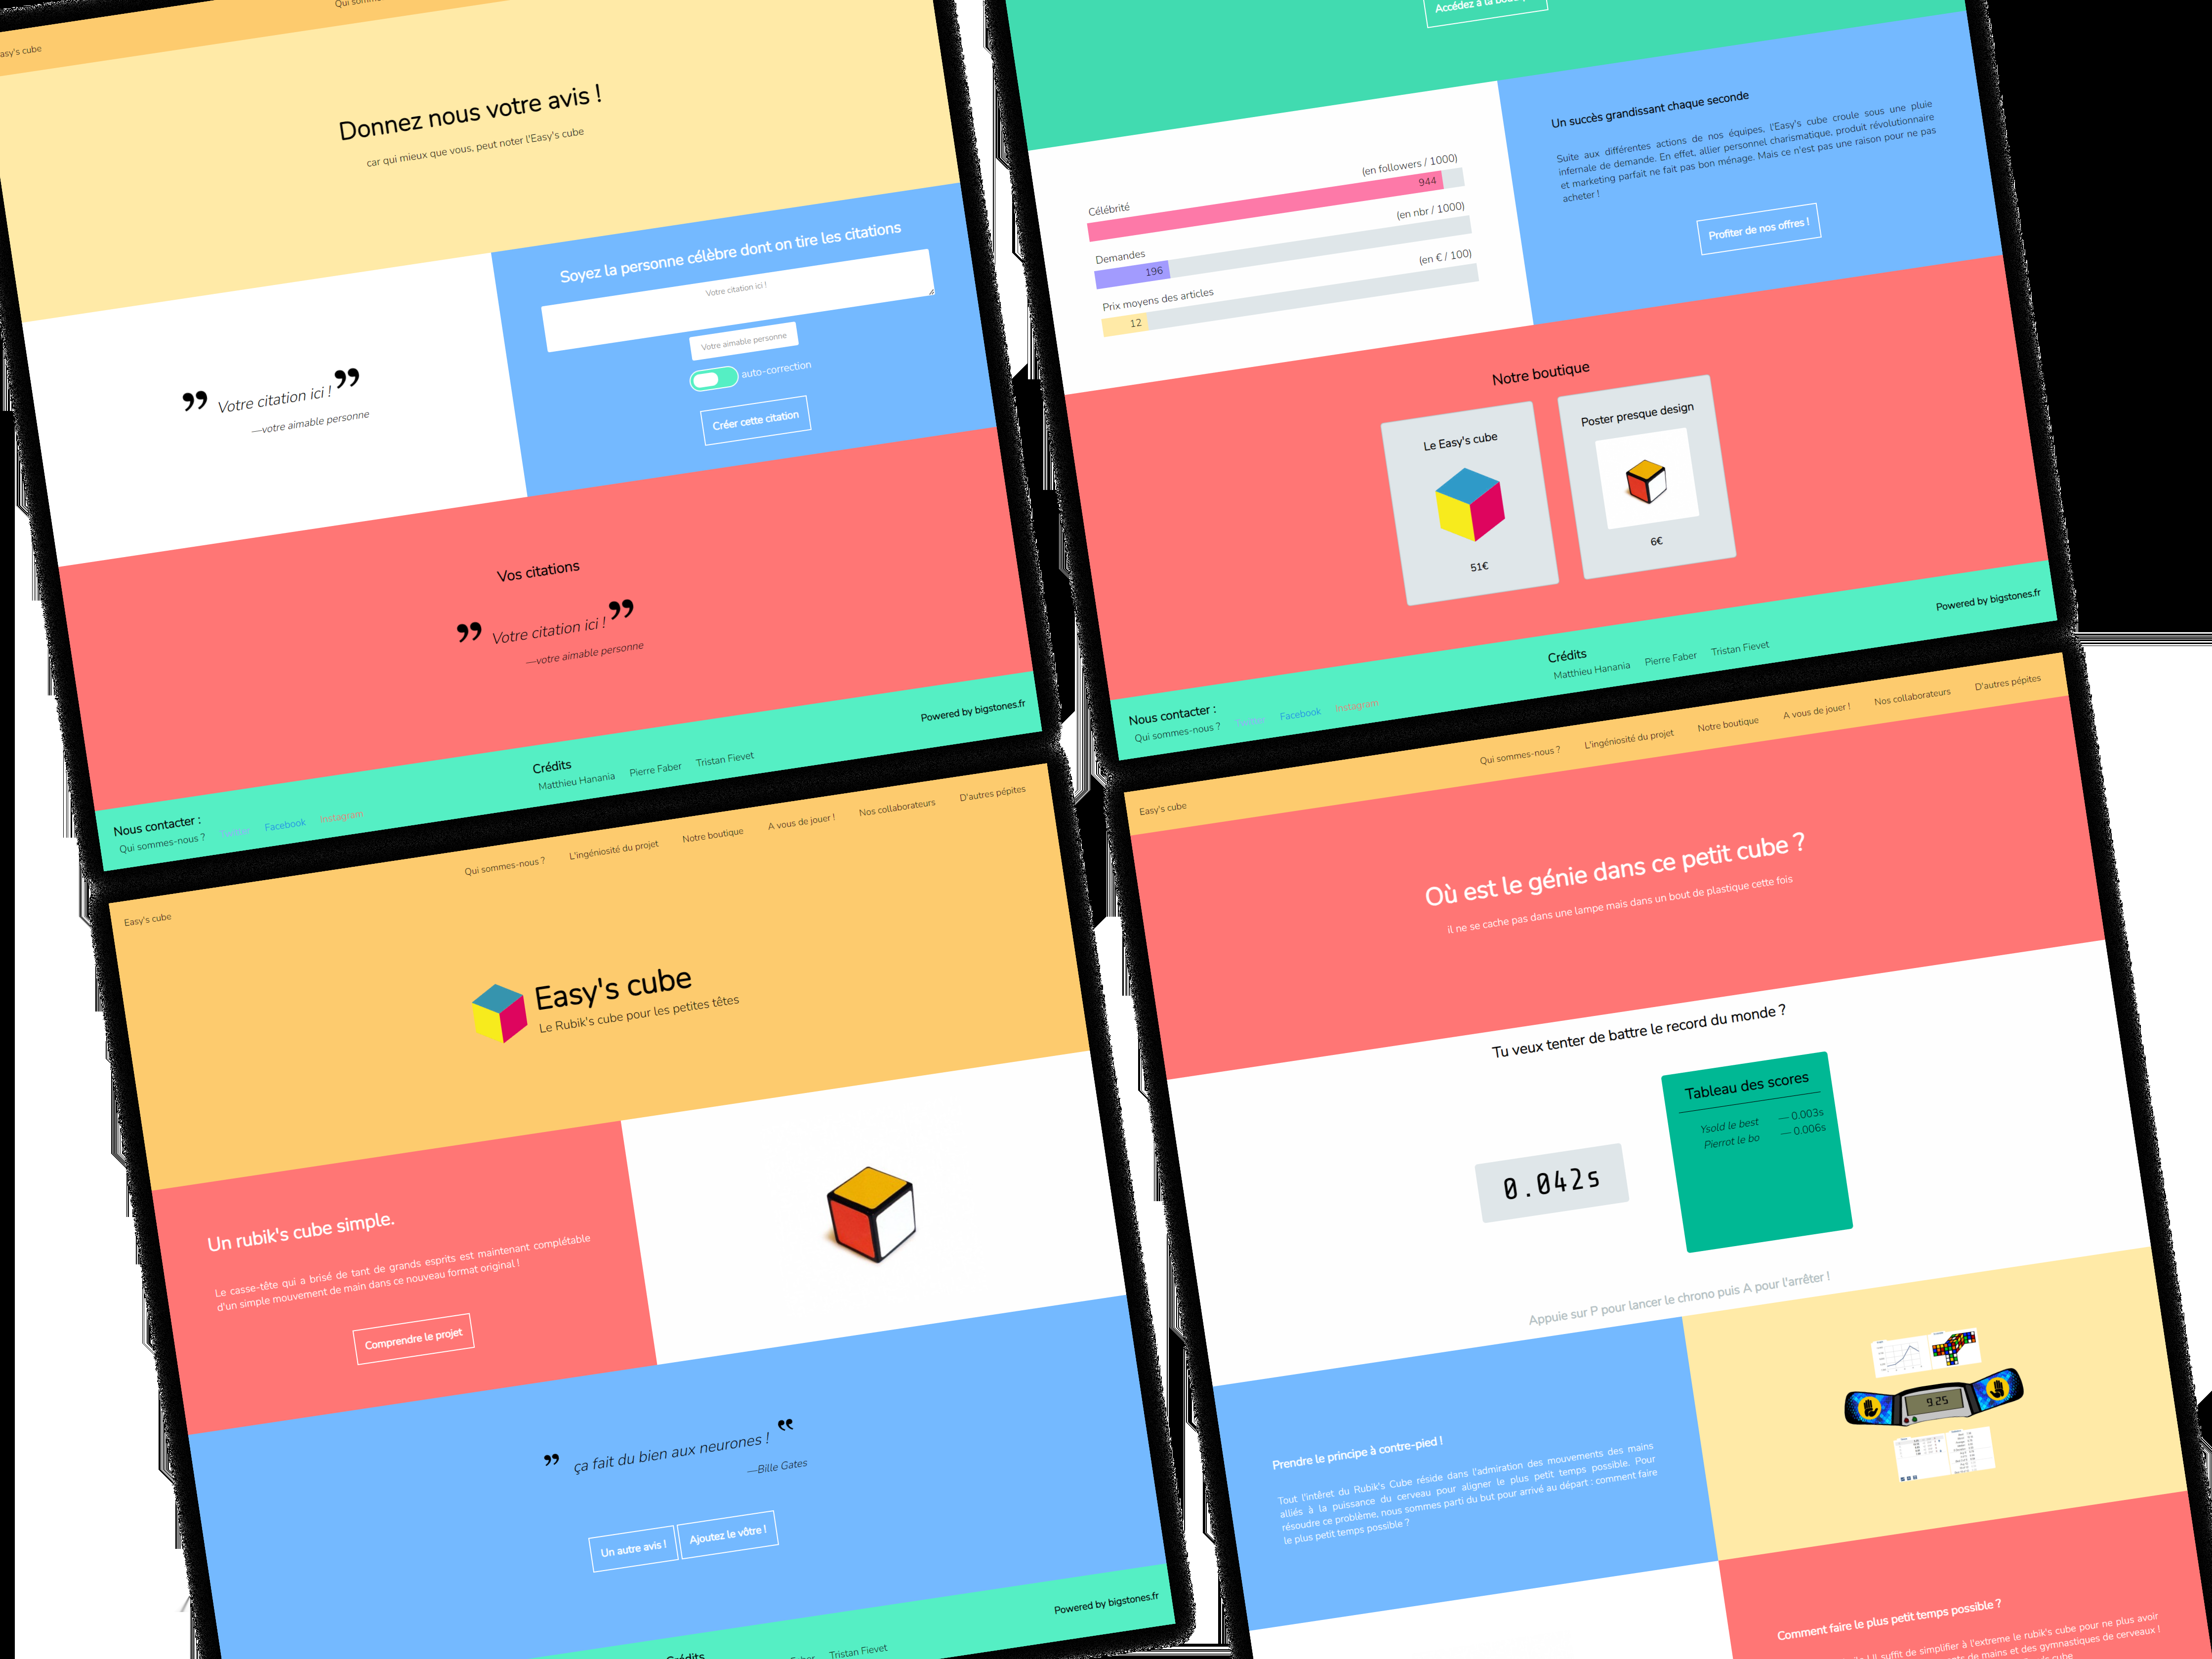 Qui sommes
asy's cube
Donnez nous votre avis !
car qui mieux que vous, peut noter l'Easy's cube
” Votre citation ici ! ”
—votre aimable personne
Soyez la personne célèbre dont on tire les citations
Votre citation ici !
Votre aimable personne
auto-correction
Créer cette citation
Vos citations
” Votre citation ici ! ”
—votre aimable personne
Nous contacter :
Qui sommes-nous ? Twitter Facebook Instagram
Crédits
Matthieu Hanania Pierre Faber Tristan Fievet
Powered by bigstones.fr
Accédez à la boutique
Célébrité (en followers / 1000)
944
Demandes (en nbr / 1000)
196
Prix moyens des articles (en € / 100)
12
Un succès grandissant chaque seconde
Suite aux différentes actions de nos équipes, l'Easy's cube croule sous une pluie
infernale de demande. En effet, allier personnel charismatique, produit révolutionnaire
et marketing parfait ne fait pas bon ménage. Mais ce n'est pas une raison pour ne pas
acheter !
Profiter de nos offres !
Notre boutique
Le Easy's cube
51€
Poster presque design
6€
Nous contacter :
Qui sommes-nous ? Twitter Facebook Instagram
Crédits
Matthieu Hanania Pierre Faber Tristan Fievet
Powered by bigstones.fr
Easy's cube
Qui sommes-nous ? L'ingéniosité du projet Notre boutique A vous de jouer ! Nos collaborateurs D'autres pépites
Easy's cube
Le Rubik's cube pour les petites têtes
Un rubik's cube simple.
Le casse-tête qui a brisé de tant de grands esprits est maintenant complétable
d'un simple mouvement de main dans ce nouveau format original !
Comprendre le projet
” ça fait du bien aux neurones ! “
—Bille Gates
Un autre avis ! Ajoutez le vôtre !
Powered by bigstones.fr
Crédits
Faber Tristan Fievet
Easy's cube
Qui sommes-nous ? L'ingéniosité du projet Notre boutique A vous de jouer ! Nos collaborateurs D'autres pépites
Où est le génie dans ce petit cube ?
il ne se cache pas dans une lampe mais dans un bout de plastique cette fois
Tu veux tenter de battre le record du monde ?
0.042s
Tableau des scores
Ysold le best — 0.003s
Pierrot le bo — 0.006s
Appuie sur P pour lancer le chrono puis A pour l'arrêter !
Prendre le principe à contre-pied !
Tout l'intêret du Rubik's Cube réside dans l'admiration des mouvements des mains
alliés à la puissance du cerveau pour aligner le plus petit temps possible. Pour
résoudre ce problème, nous sommes parti du but pour arrivé au départ : comment faire
le plus petit temps possible ?
9.25
Comment faire le plus petit temps possible ?
Il suffit de simplifier à l'extreme le rubik's cube pour ne plus avoir
de mains et des gymnastiques de cerveaux !
cube